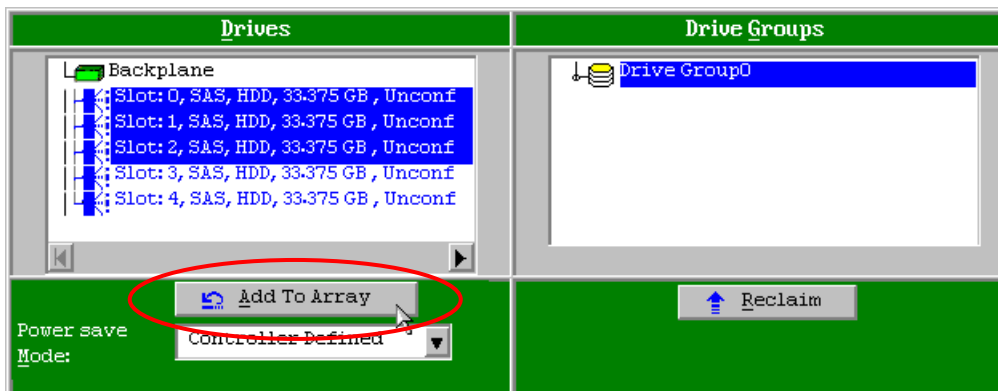 Drives
Drive Groups
Backplane
Slot: 0, SAS, HDD, 33.375 GB , Unconf
Slot: 1, SAS, HDD, 33.375 GB , Unconf
Slot: 2, SAS, HDD, 33.375 GB , Unconf
Slot: 3, SAS, HDD, 33.375 GB , Unconf
Slot: 4, SAS, HDD, 33.375 GB , Unconf
Drive Group0
Add To Array
Reclaim
Power save
Mode:
Controller Defined